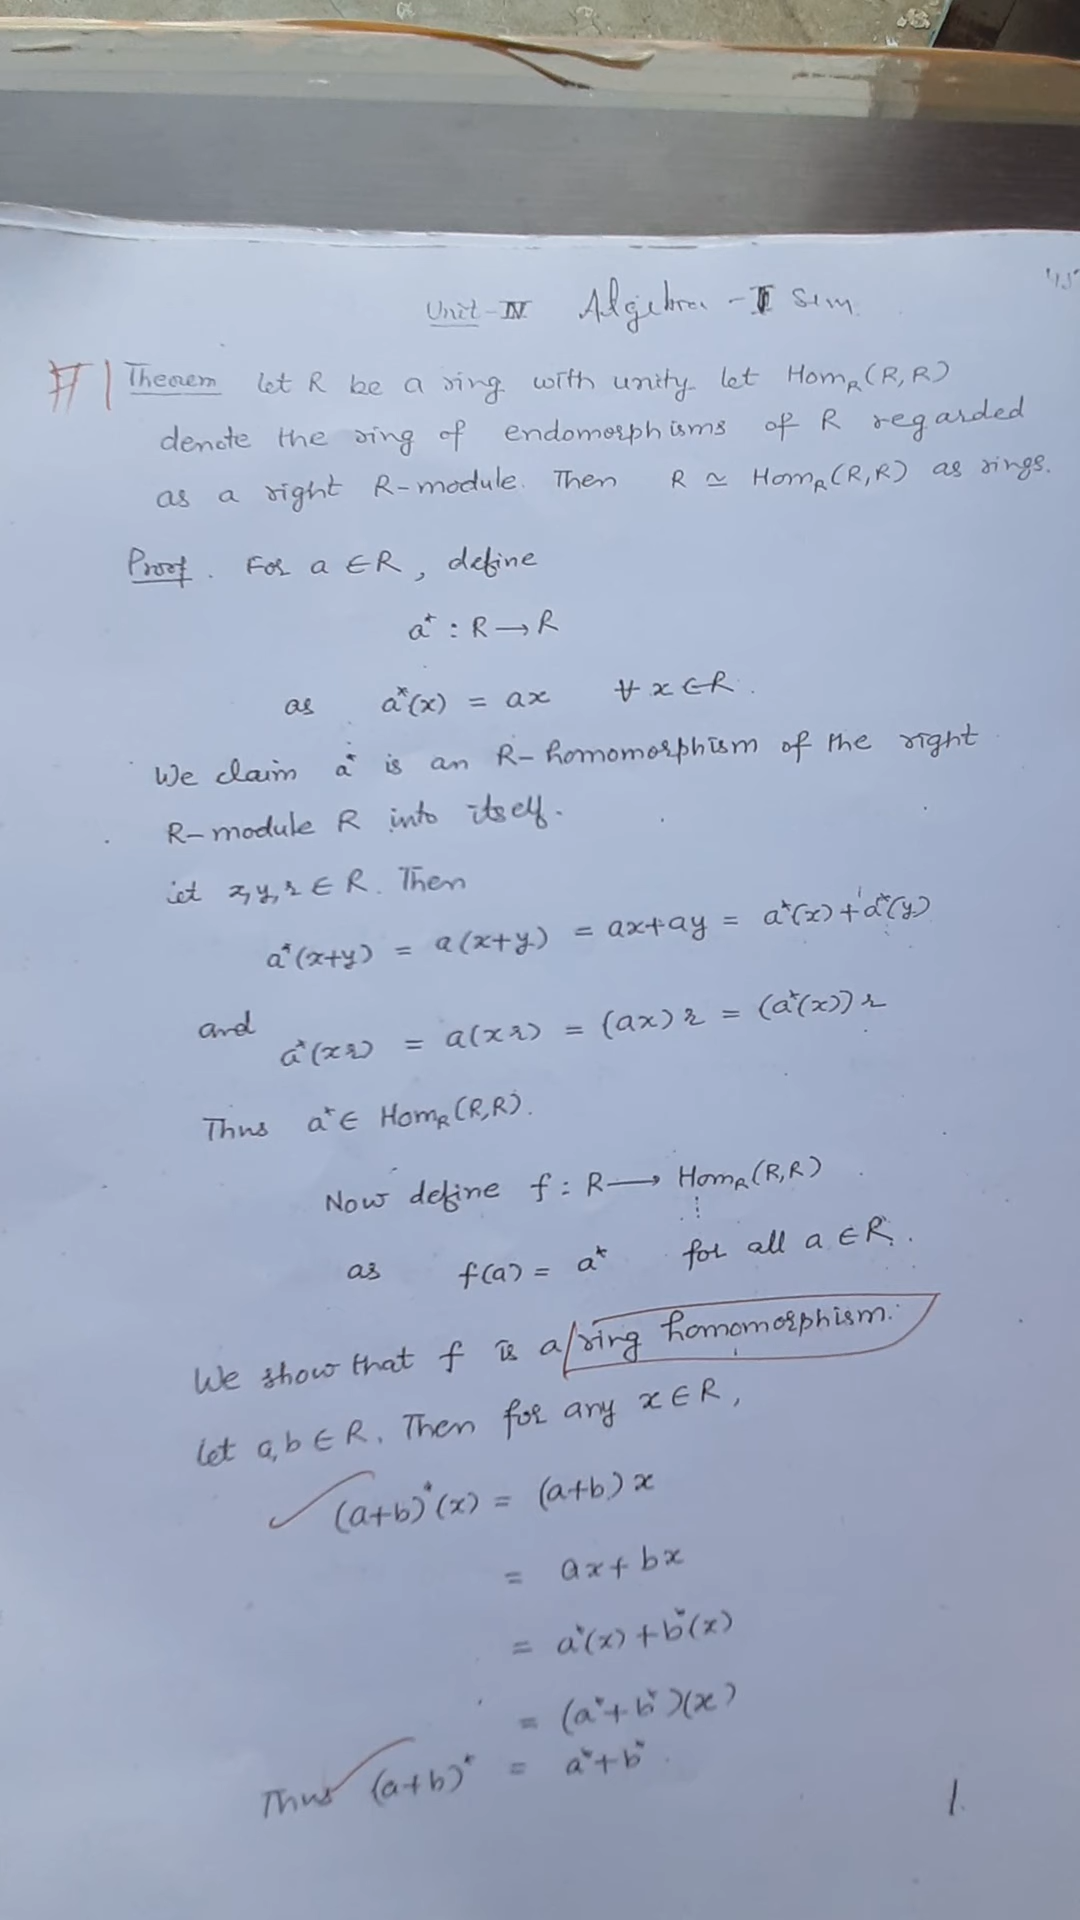 Unit-IV Algebra - I Sem
Theorem Let R be a ring with unity. Let Hom_R(R,R)
denote the ring of endomorphisms of R regarded
as a right R-module. Then R ≃ Hom_R(R,R) as rings.
Proof. For a ∈ R, define
a* : R → R
as a*(x) = ax ∀ x ∈ R.
We claim a* is an R-homomorphism of the right
R-module R into itself.
Let x,y,r ∈ R. Then
a*(x+y) = a(x+y) = ax+ay = a*(x)+a*(y)
and a*(xr) = a(xr) = (ax)r = (a*(x))r
Thus a* ∈ Hom_R(R,R).
Now define f : R → Hom_R(R,R)
as f(a) = a* for all a ∈ R.
We show that f is a ring homomorphism.
Let a,b ∈ R. Then for any x ∈ R,
(a+b)*(x) = (a+b)x
= ax+bx
= a*(x)+b*(x)
= (a*+b*)(x)
Thus (a+b)* = a*+b*.
1.